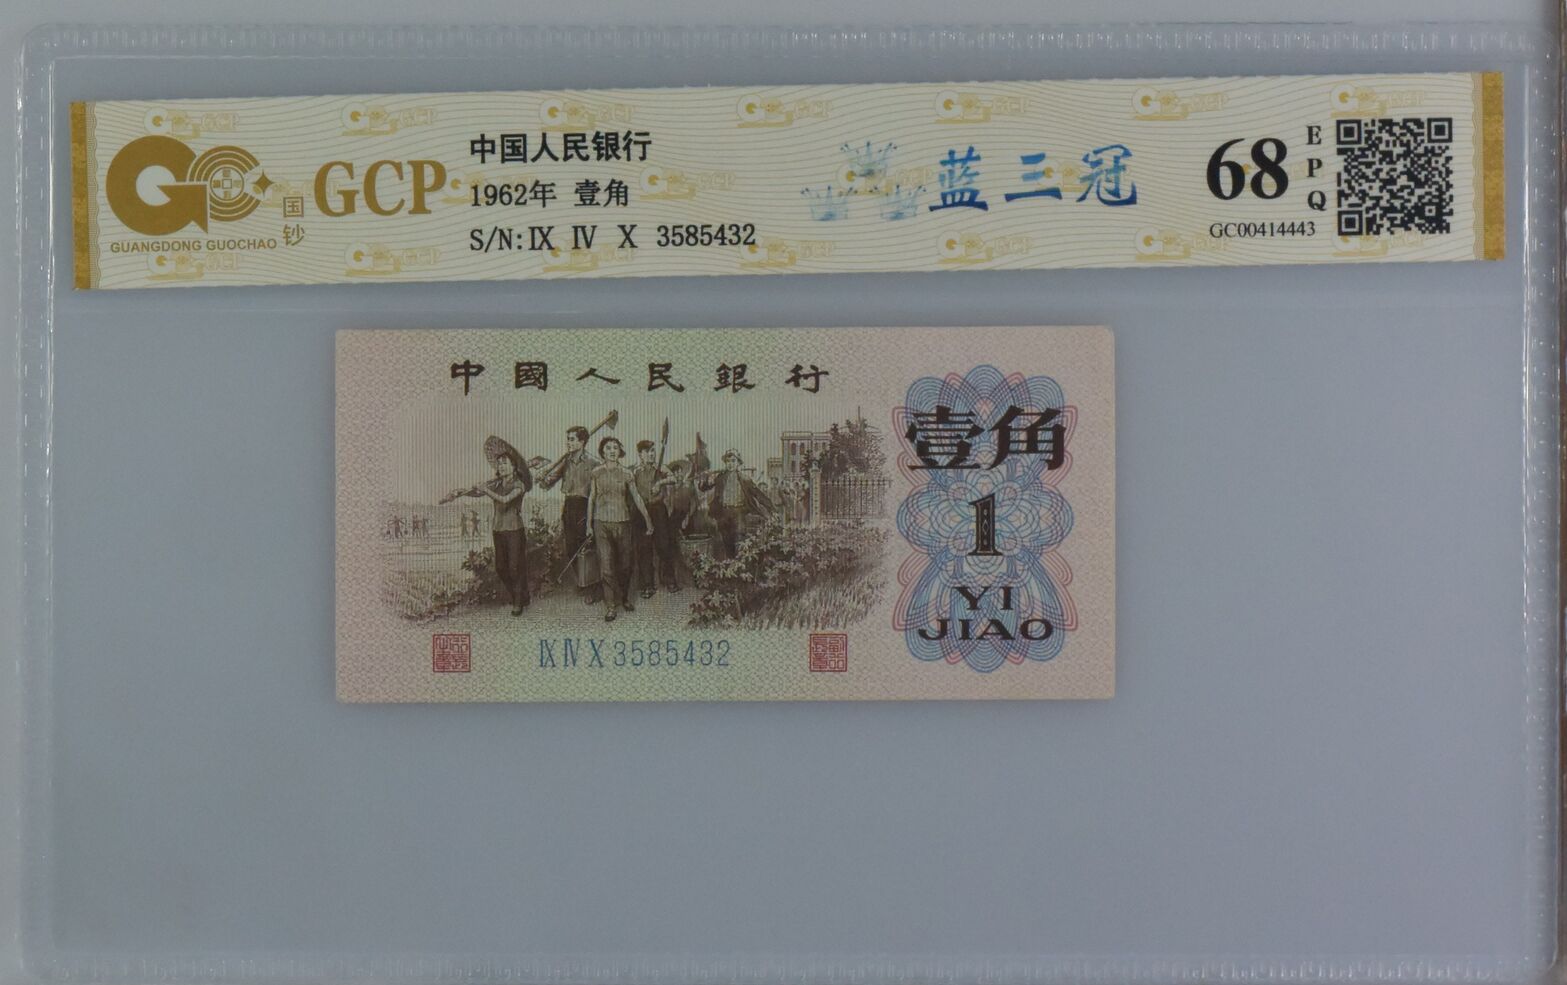 GCP
国钞
GUANGDONG GUOCHAO
中国人民银行
1962年 壹角
S/N: IX IV X 3585432
蓝三冠
68
EPQ
GC00414443
中國人民銀行
壹角
1
YI
JIAO
IX IV X 3585432